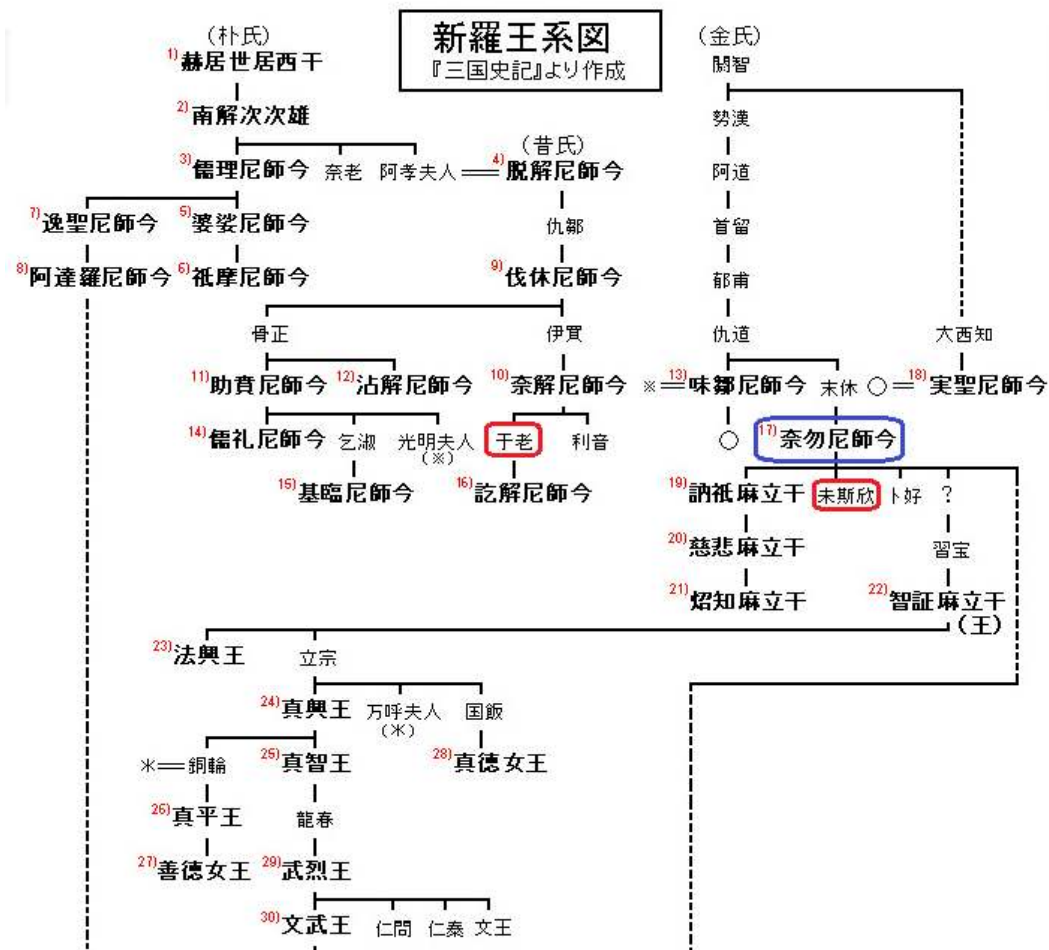 新羅王系図
『三国史記』より作成
(朴氏) (金氏)
1)赫居世居西干 閼智
2)南解次次雄 勢漢
(昔氏)
3)儒理尼師今 奈老 阿孝夫人 4)脱解尼師今 阿道
7)逸聖尼師今 5)婆娑尼師今 仇鄒 首留
8)阿達羅尼師今 6)祇摩尼師今 9)伐休尼師今 郁甫
骨正 伊買 仇道 大西知
11)助賁尼師今 12)沾解尼師今 10)奈解尼師今 ※ 13)味鄒尼師今 末休 ○ 18)実聖尼師今
14)儒礼尼師今 乞淑 光明夫人 于老 利音 ○ 17)奈勿尼師今
(※)
15)基臨尼師今 16)訖解尼師今 19)訥祇麻立干 未斯欣 卜好 ?
20)慈悲麻立干 習宝
21)炤知麻立干 22)智証麻立干
(王)
23)法興王 立宗
24)真興王 万呼夫人 国飯
(米)
米 銅輪 25)真智王 28)真徳女王
26)真平王 龍春
27)善徳女王 29)武烈王
30)文武王 仁問 仁泰 文王